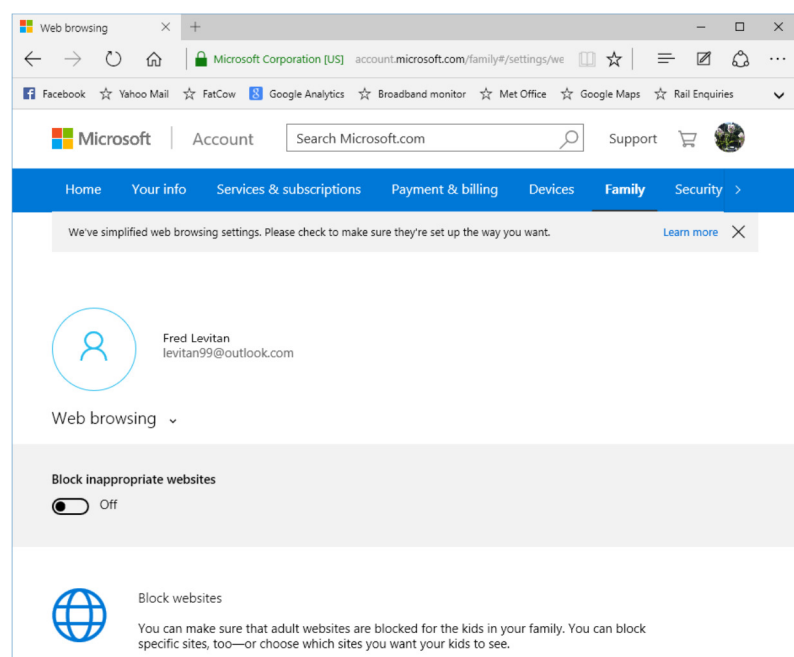 Web browsing
Microsoft Corporation [US] account.microsoft.com/family#/settings/we
Facebook Yahoo Mail FatCow Google Analytics Broadband monitor Met Office Google Maps Rail Enquiries
Microsoft Account Search Microsoft.com Support
Home Your info Services & subscriptions Payment & billing Devices Family Security
We've simplified web browsing settings. Please check to make sure they're set up the way you want. Learn more
Fred Levitan
levitan99@outlook.com
Web browsing
Block inappropriate websites
Off
Block websites
You can make sure that adult websites are blocked for the kids in your family. You can block
specific sites, too—or choose which sites you want your kids to see.